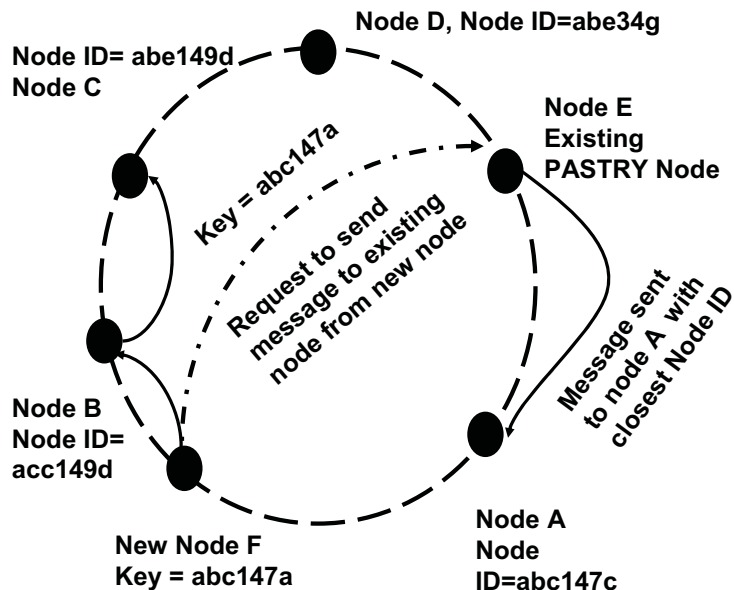 Node D, Node ID=abe34g
Node ID= abe149d
Node C
Node E
Existing
PASTRY Node
Key = abc147a
Request to send
message to existing
node from new node
Message sent
to node A with
closest Node ID
Node B
Node ID=
acc149d
New Node F
Key = abc147a
Node A
Node
ID=abc147c